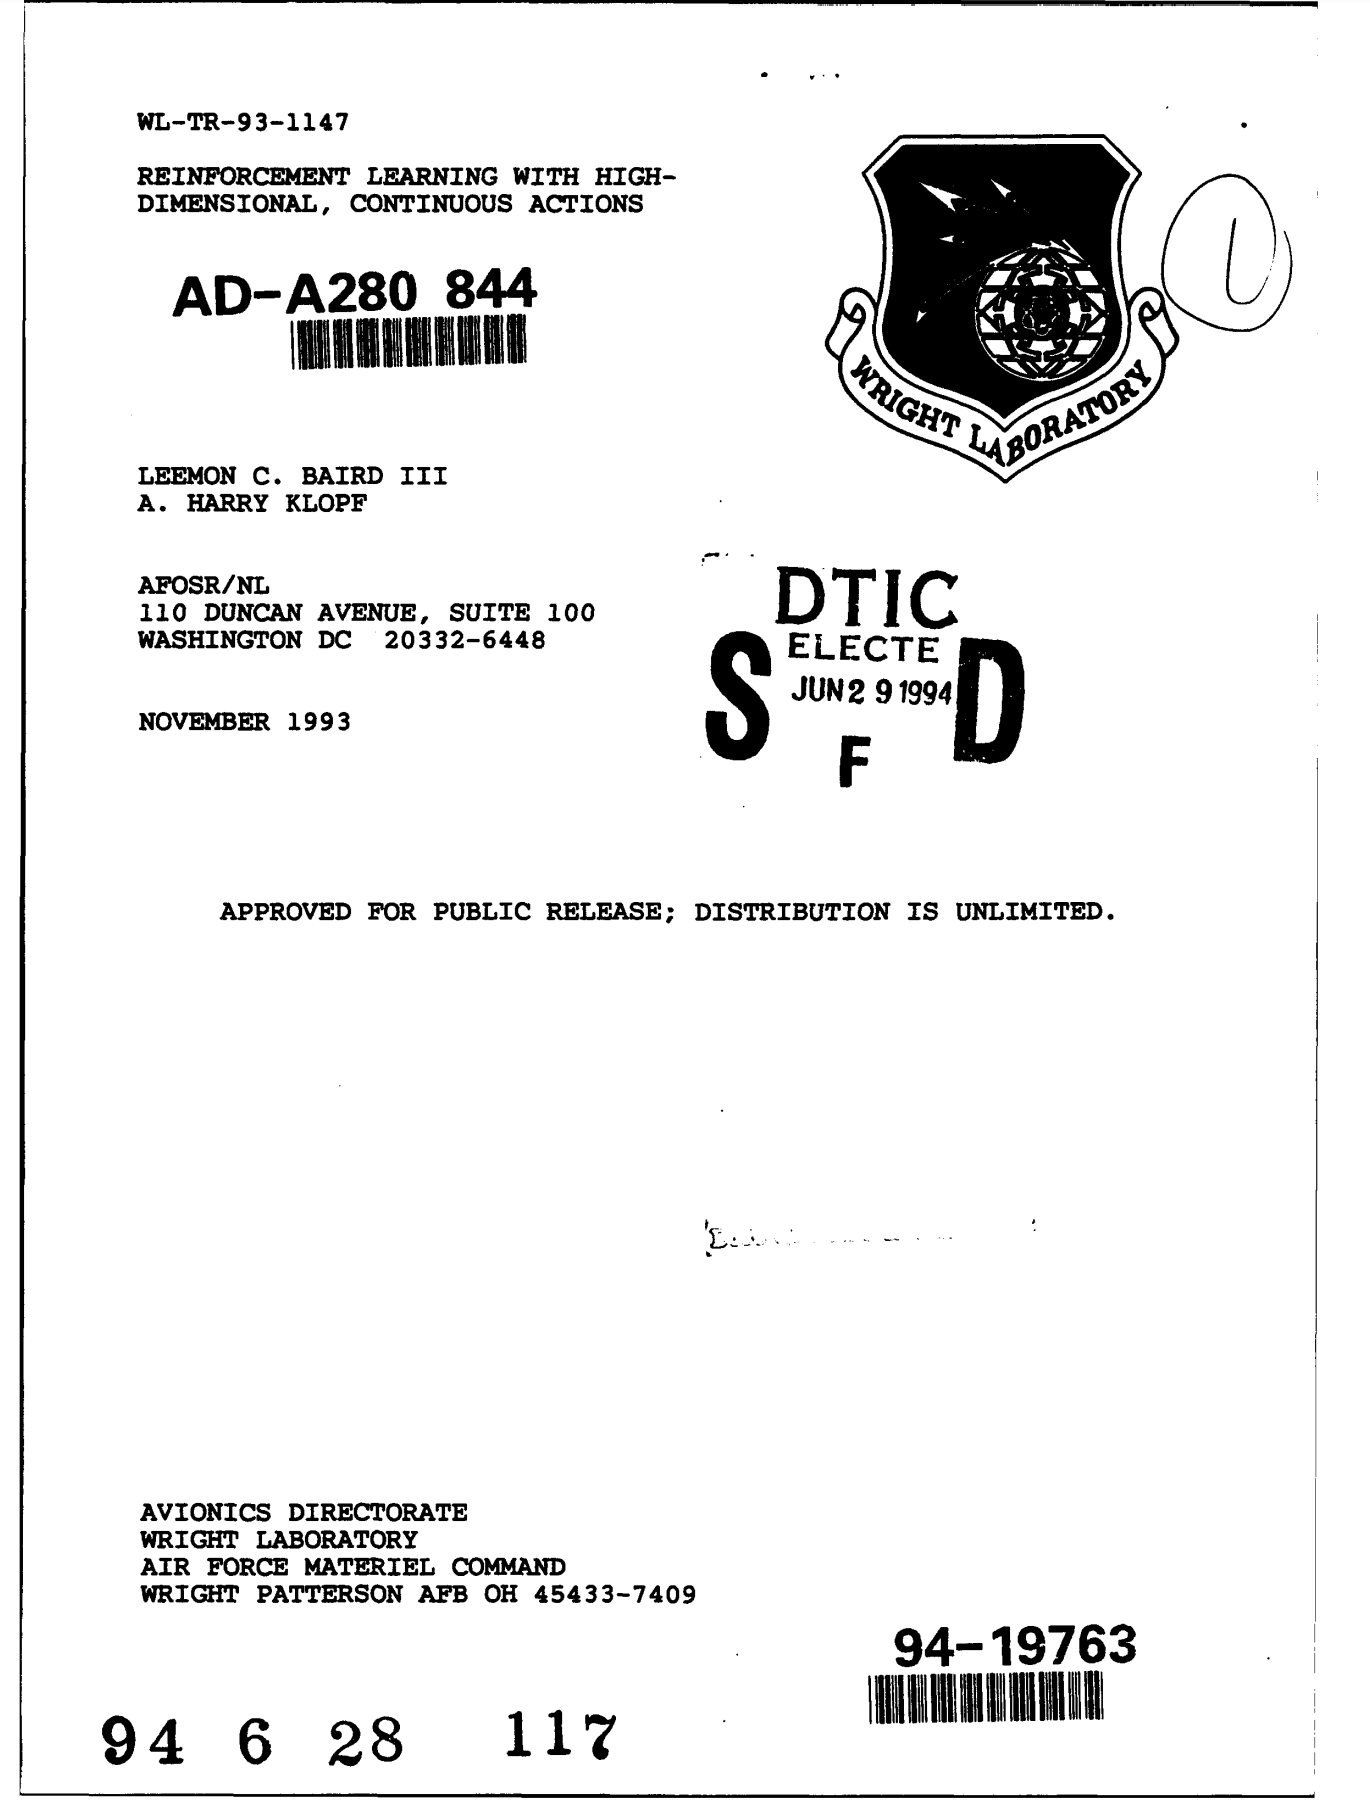 WL-TR-93-1147
REINFORCEMENT LEARNING WITH HIGH-
DIMENSIONAL, CONTINUOUS ACTIONS
AD-A280 844
WRIGHT LABORATORY
LEEMON C. BAIRD III
A. HARRY KLOPF
AFOSR/NL
110 DUNCAN AVENUE, SUITE 100
WASHINGTON DC 20332-6448
NOVEMBER 1993
DTIC
ELECTE
JUN 2 9 1994
S D
F
APPROVED FOR PUBLIC RELEASE; DISTRIBUTION IS UNLIMITED.
AVIONICS DIRECTORATE
WRIGHT LABORATORY
AIR FORCE MATERIEL COMMAND
WRIGHT PATTERSON AFB OH 45433-7409
94-19763
94 6 28 117